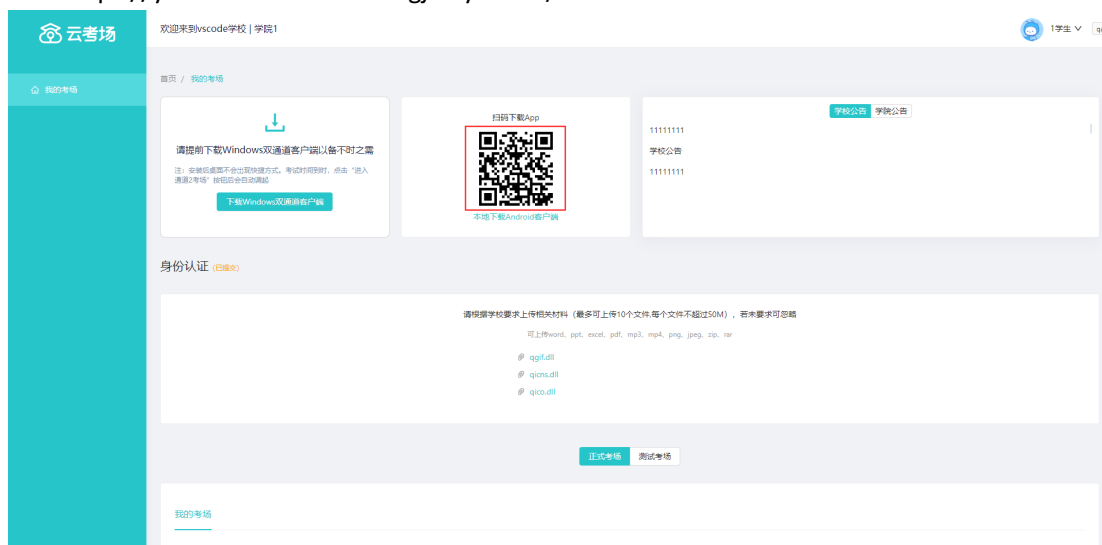 云考场
欢迎来到vscode学校 | 学院1
1学生
我的考场
首页 / 我的考场
请提前下载Windows双通道客户端以备不时之需
注：安装后桌面不会出现快捷方式。考试时间到时，点击“进入
通道2考场”按钮后会自动调起
下载Windows双通道客户端
扫码下载App
本地下载Android客户端
学校公告 学院公告
11111111
学校公告
11111111
身份认证 (已提交)
请根据学校要求上传相关材料（最多可上传10个文件,每个文件不超过50M），若未要求可忽略
可上传word、ppt、excel、pdf、mp3、mp4、png、jpeg、zip、rar
qgif.dll
qicns.dll
qico.dll
正式考场 测试考场
我的考场